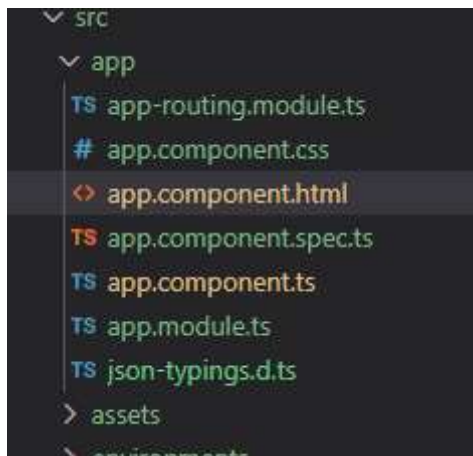 src
app
TS app-routing.module.ts
# app.component.css
<> app.component.html
TS app.component.spec.ts
TS app.component.ts
TS app.module.ts
TS json-typings.d.ts
assets
environments